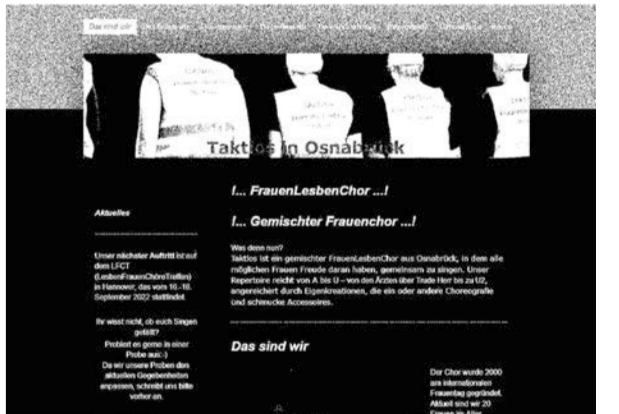 Das sind wir
Taktlos in Osnabrück
!... FrauenLesbenChor ...!
!... Gemischter Frauenchor ...!
Was denn nun?
Taktlos ist ein gemischter FrauenLesbenChor aus Osnabrück, in dem alle
möglichen Frauen Freude daran haben, gemeinsam zu singen. Unser
Repertoire reicht von A bis U – von den Ärzten über Trude Herr bis zu U2,
angereichert durch Eigenkreationen, die ein oder andere Choreografie
und schmucke Accessoires.
Das sind wir
Der Chor wurde 2000
am internationalen
Frauentag gegründet.
Aktuell sind wir 20
Frauen im Alter
Aktuelles
Unser nächster Auftritt ist auf
dem LFCT
(LesbenFrauenChöreTreffen)
in Hannover, das vom 16.-18.
September 2022 stattfindet.
Ihr wisst nicht, ob euch Singen
gefällt?
Probiert es gerne in einer
Probe aus:-)
Da wir unsere Proben den
aktuellen Gegebenheiten
anpassen, schreibt uns bitte
vorher an.